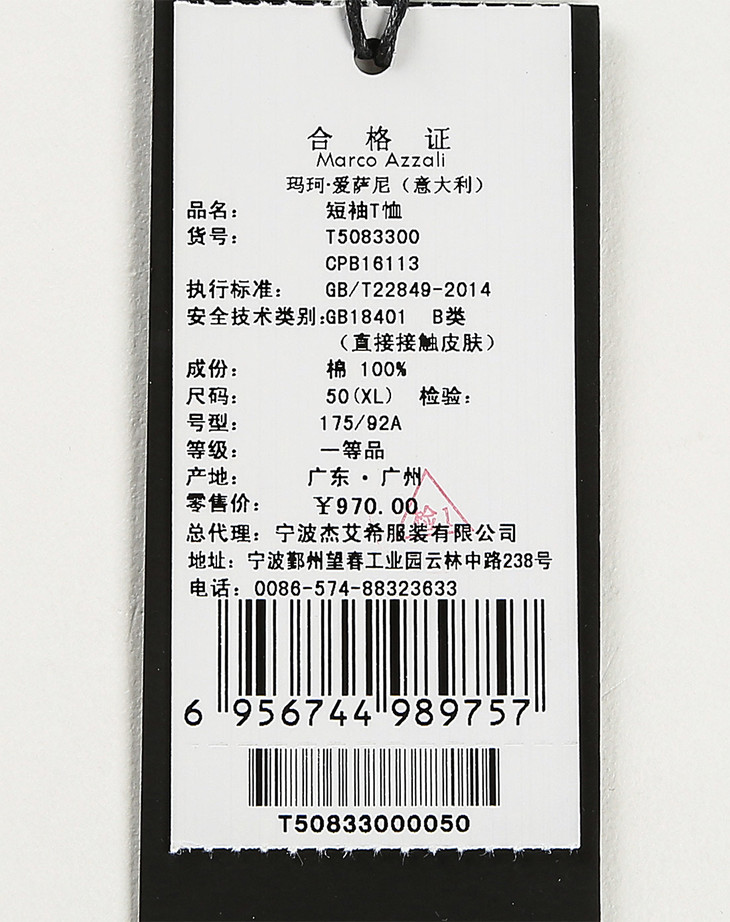 合格证
Marco Azzali
玛珂·爱萨尼（意大利）
品名： 短袖T恤
货号： T5083300
CPB16113
执行标准： GB/T22849-2014
安全技术类别:GB18401 B类
（直接接触皮肤）
成份： 棉 100%
尺码： 50(XL) 检验：
号型： 175/92A
等级： 一等品
产地： 广东·广州
零售价： ￥970.00
验1
总代理：宁波杰艾希服装有限公司
地址：宁波鄞州望春工业园云林中路238号
电话：0086-574-88323633
6 956744 989757
T50833000050